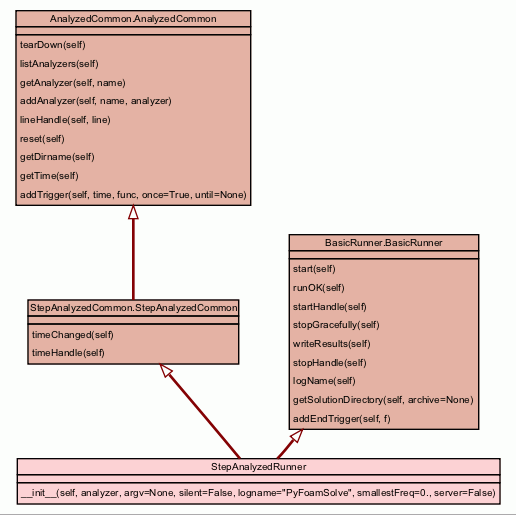 AnalyzedCommon.AnalyzedCommon
tearDown(self)
listAnalyzers(self)
getAnalyzer(self, name)
addAnalyzer(self, name, analyzer)
lineHandle(self, line)
reset(self)
getDirname(self)
getTime(self)
addTrigger(self, time, func, once=True, until=None)
BasicRunner.BasicRunner
start(self)
runOK(self)
startHandle(self)
stopGracefully(self)
writeResults(self)
stopHandle(self)
logName(self)
getSolutionDirectory(self, archive=None)
addEndTrigger(self, f)
StepAnalyzedCommon.StepAnalyzedCommon
timeChanged(self)
timeHandle(self)
StepAnalyzedRunner
__init__(self, analyzer, argv=None, silent=False, logname="PyFoamSolve", smallestFreq=0., server=False)